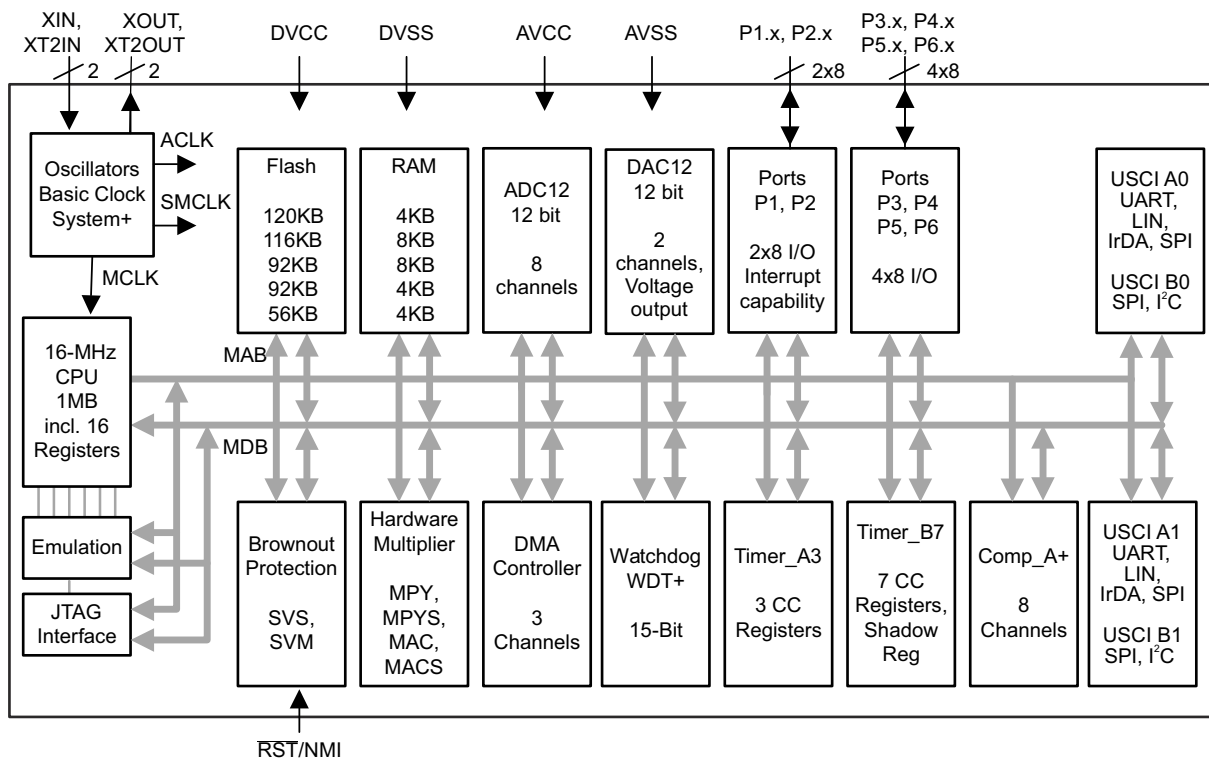 XIN,
XT2IN
2
XOUT,
XT2OUT
2
DVCC
DVSS
AVCC
AVSS
P1.x, P2.x
2x8
P3.x, P4.x
P5.x, P6.x
4x8
Oscillators
Basic Clock
System+
ACLK
SMCLK
MCLK
Flash
120KB
116KB
92KB
92KB
56KB
RAM
4KB
8KB
8KB
4KB
4KB
ADC12
12 bit
8
channels
DAC12
12 bit
2
channels,
Voltage
output
Ports
P1, P2
2x8 I/O
Interrupt
capability
Ports
P3, P4
P5, P6
4x8 I/O
USCI A0
UART,
LIN,
IrDA, SPI
USCI B0
SPI, I²C
16-MHz
CPU
1MB
incl. 16
Registers
MAB
MDB
Emulation
JTAG
Interface
Brownout
Protection
SVS,
SVM
Hardware
Multiplier
MPY,
MPYS,
MAC,
MACS
DMA
Controller
3
Channels
Watchdog
WDT+
15-Bit
Timer_A3
3 CC
Registers
Timer_B7
7 CC
Registers,
Shadow
Reg
Comp_A+
8
Channels
USCI A1
UART,
LIN,
IrDA, SPI
USCI B1
SPI, I²C
RST/NMI